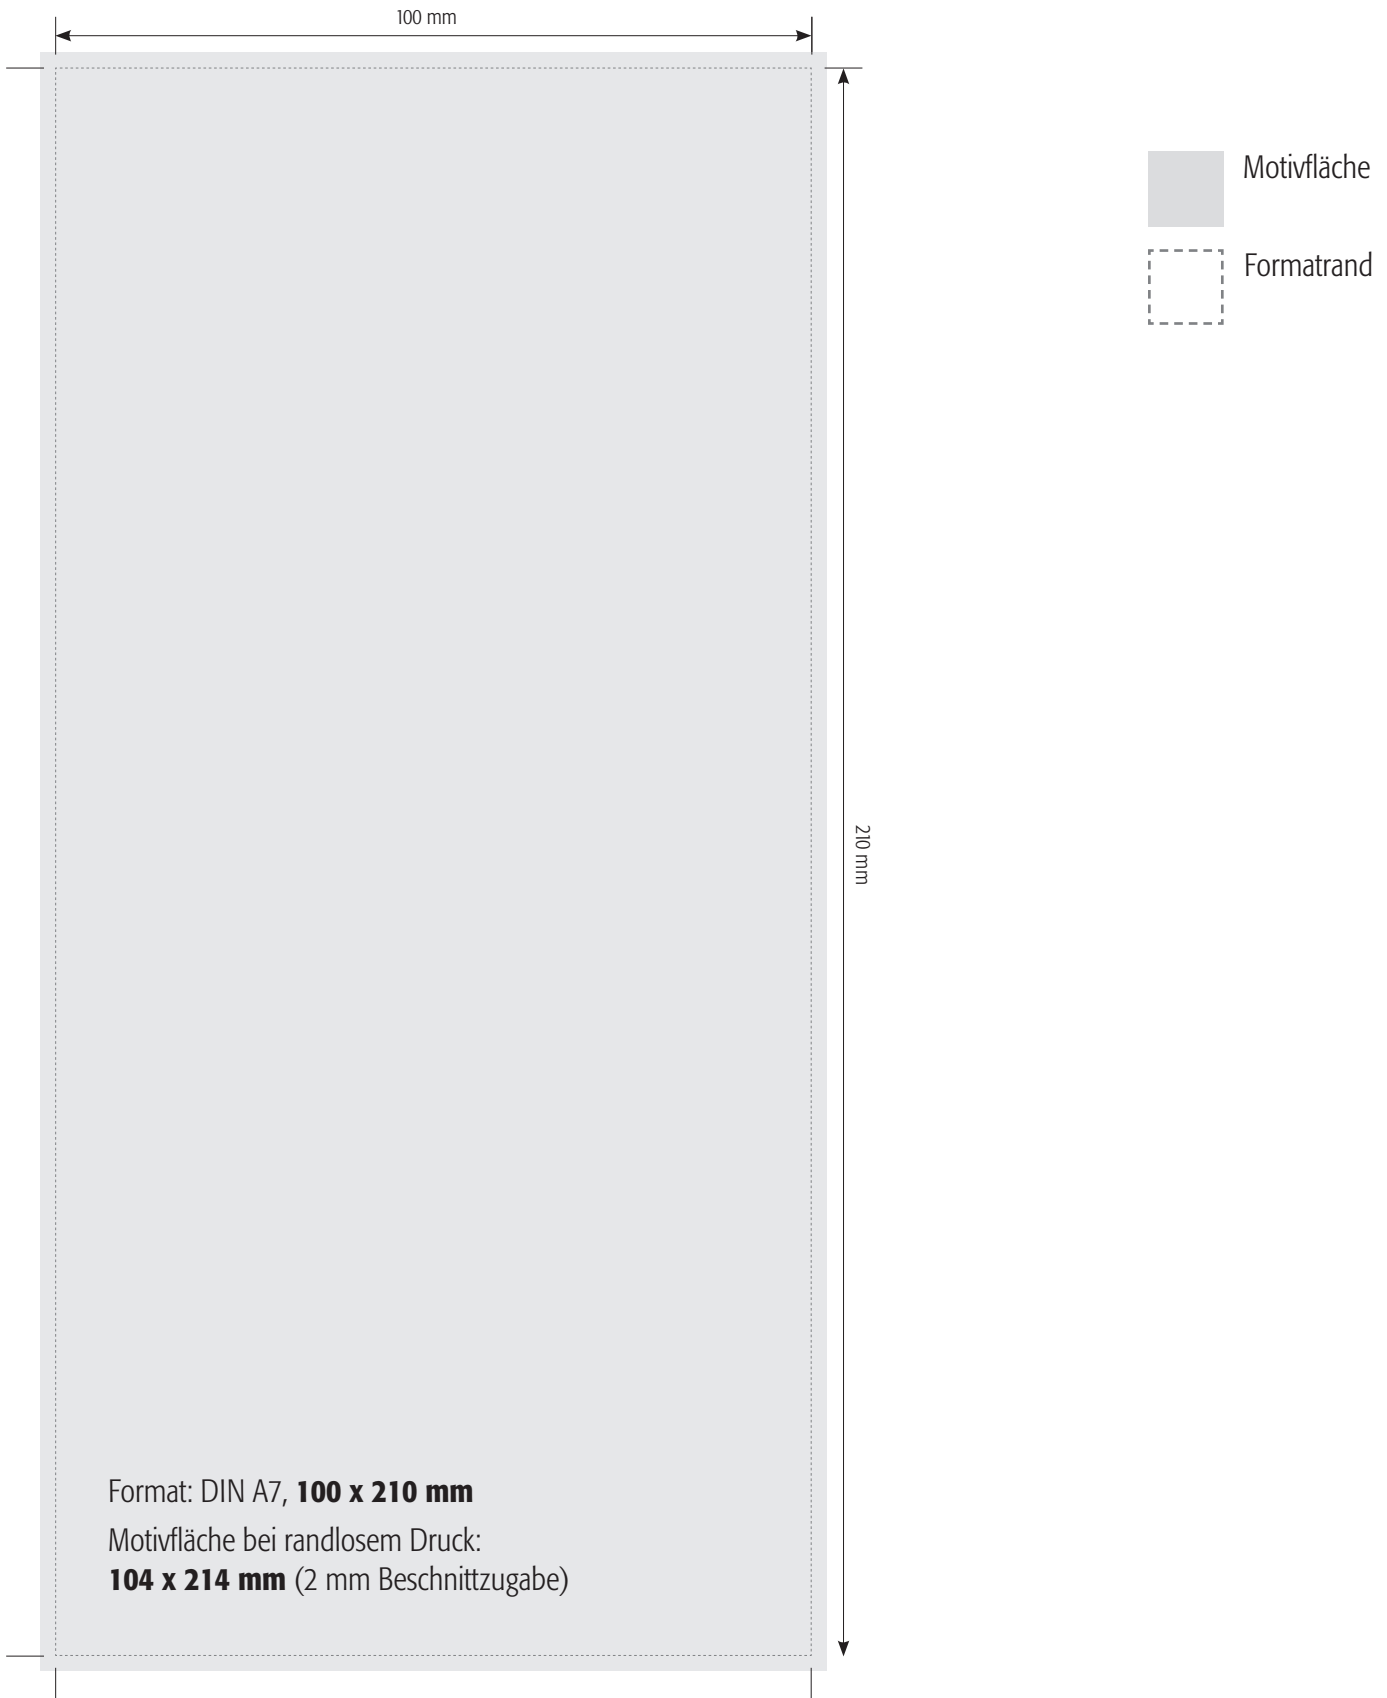 100 mm
Motivfläche
Formatrand
210 mm
Format: DIN A7, 100 x 210 mm
Motivfläche bei randlosem Druck:
104 x 214 mm (2 mm Beschnittzugabe)